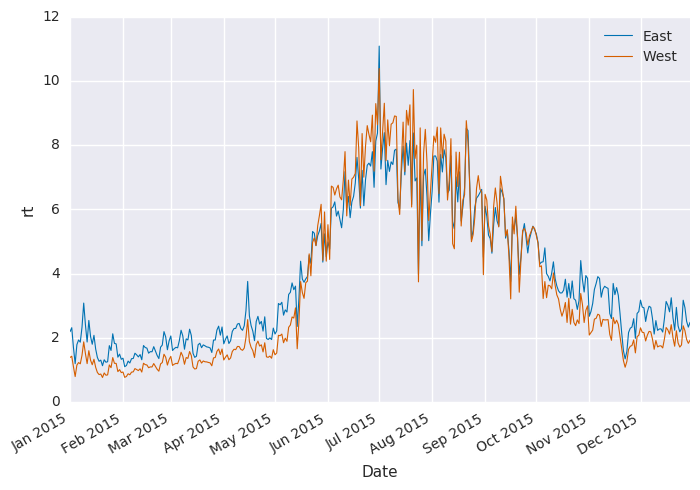 12
10
8
6
4
2
0
rt
East
West
Jan 2015
Feb 2015
Mar 2015
Apr 2015
May 2015
Jun 2015
Jul 2015
Aug 2015
Sep 2015
Oct 2015
Nov 2015
Dec 2015
Date